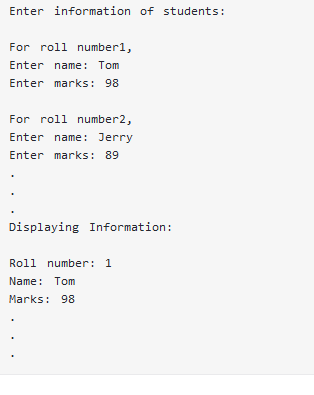 Enter information of students:
For roll number1,
Enter name: Tom
Enter marks: 98
For roll number2,
Enter name: Jerry
Enter marks: 89
.
.
.
Displaying Information:
Roll number: 1
Name: Tom
Marks: 98
.
.
.